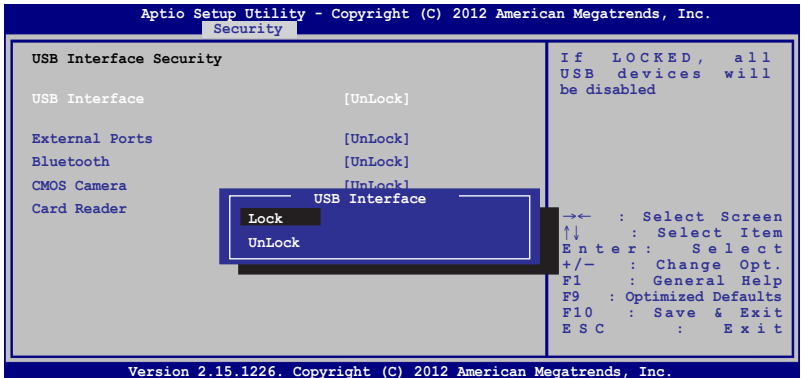 Aptio Setup Utility - Copyright (C) 2012 American Megatrends, Inc.
Security
USB Interface Security
USB Interface [UnLock]
External Ports [UnLock]
Bluetooth [UnLock]
CMOS Camera [UnLock]
Card Reader
USB Interface
Lock
UnLock
If LOCKED, all
USB devices will
be disabled
→← : Select Screen
↑↓ : Select Item
Enter: Select
+/— : Change Opt.
F1 : General Help
F9 : Optimized Defaults
F10 : Save & Exit
ESC : Exit
Version 2.15.1226. Copyright (C) 2012 American Megatrends, Inc.